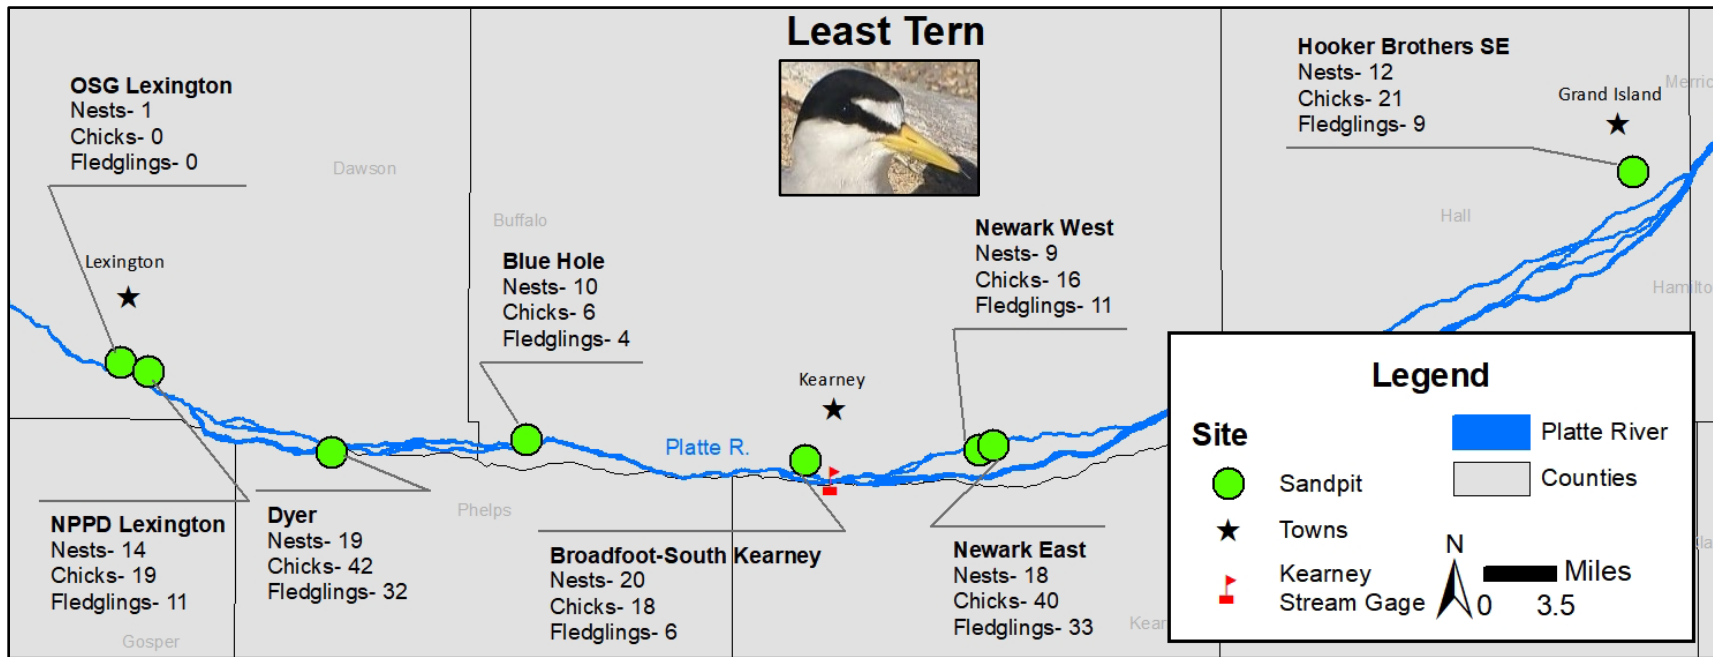 Least Tern
OSG Lexington
Nests- 1
Chicks- 0
Fledglings- 0
Dawson
Lexington
Buffalo
Blue Hole
Nests- 10
Chicks- 6
Fledglings- 4
Newark West
Nests- 9
Chicks- 16
Fledglings- 11
Hooker Brothers SE
Nests- 12
Chicks- 21
Fledglings- 9
Grand Island
Merric
Hall
Hamilto
Kearney
Platte R.
NPPD Lexington
Nests- 14
Chicks- 19
Fledglings- 11
Gosper
Dyer
Nests- 19
Chicks- 42
Fledglings- 32
Phelps
Broadfoot-South Kearney
Nests- 20
Chicks- 18
Fledglings- 6
Newark East
Nests- 18
Chicks- 40
Fledglings- 33
Kear
Legend
Site
Sandpit
Towns
Kearney
Stream Gage
Platte River
Counties
N
Miles
0 3.5